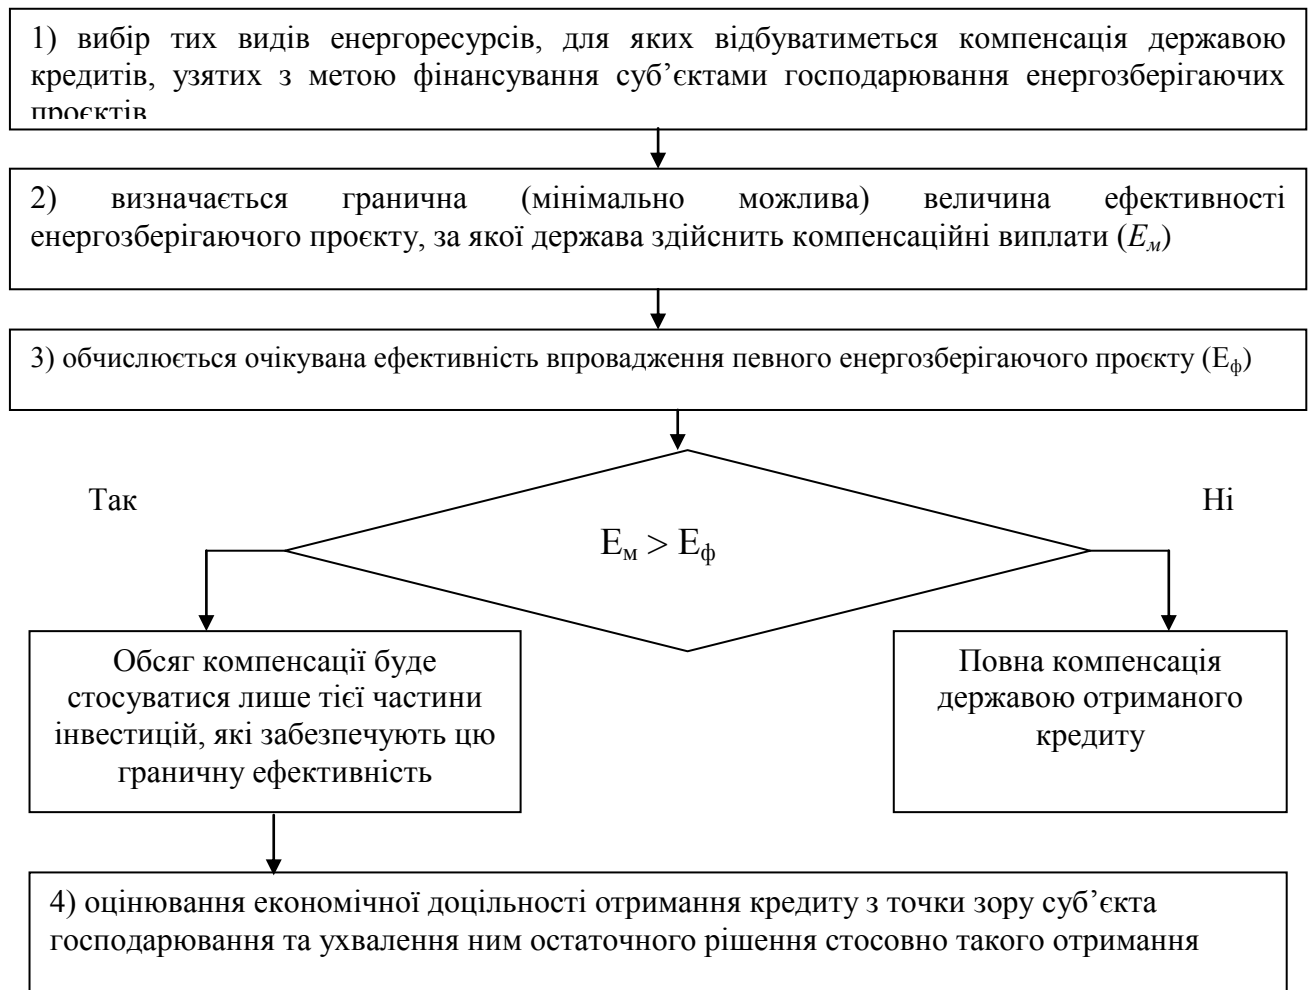 1) вибір тих видів енергоресурсів, для яких відбуватиметься компенсація державою
кредитів, узятих з метою фінансування суб’єктами господарювання енергозберігаючих
проєктів
2) визначається гранична (мінімально можлива) величина ефективності
енергозберігаючого проєкту, за якої держава здійснить компенсаційні виплати (Eм)
3) обчислюється очікувана ефективність впровадження певного енергозберігаючого проєкту (Еф)
Так
Ні
Ем > Еф
Обсяг компенсації буде
стосуватися лише тієї частини
інвестицій, які забезпечують цю
граничну ефективність
Повна компенсація
державою отриманого
кредиту
4) оцінювання економічної доцільності отримання кредиту з точки зору суб’єкта
господарювання та ухвалення ним остаточного рішення стосовно такого отримання